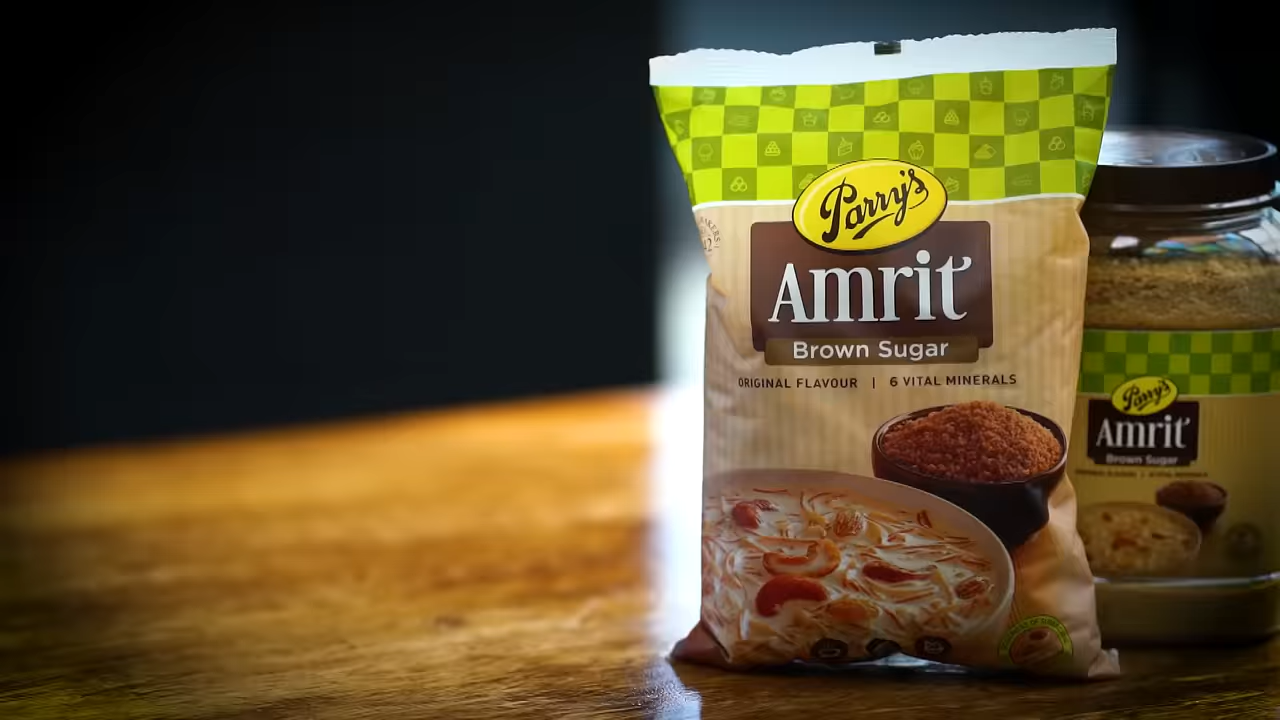 Parry's
Amrit
Brown Sugar
ORIGINAL FLAVOUR | 6 VITAL MINERALS
Parry's
Amrit
Brown Sugar